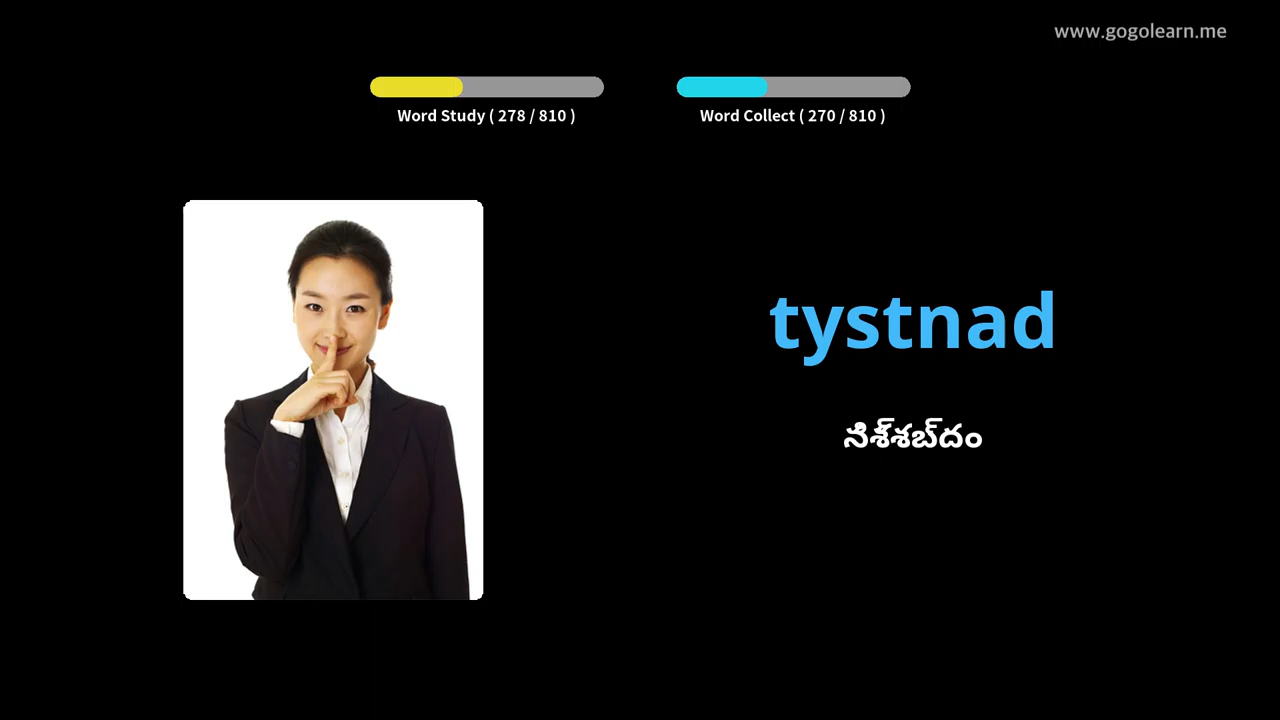 www.gogolearn.me
Word Study ( 278 / 810 )
Word Collect ( 270 / 810 )
tystnad
నిశ్‌శబ్‌దం